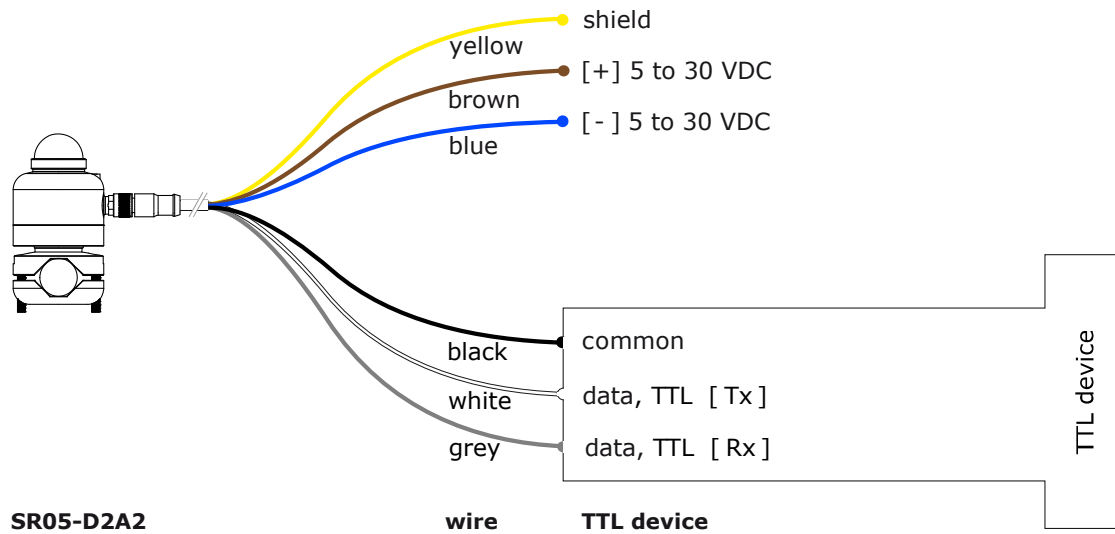 shield
yellow
[+] 5 to 30 VDC
brown
[-] 5 to 30 VDC
blue
common
black
data, TTL [Tx]
white
data, TTL [Rx]
grey
TTL device
SR05-D2A2 wire TTL device